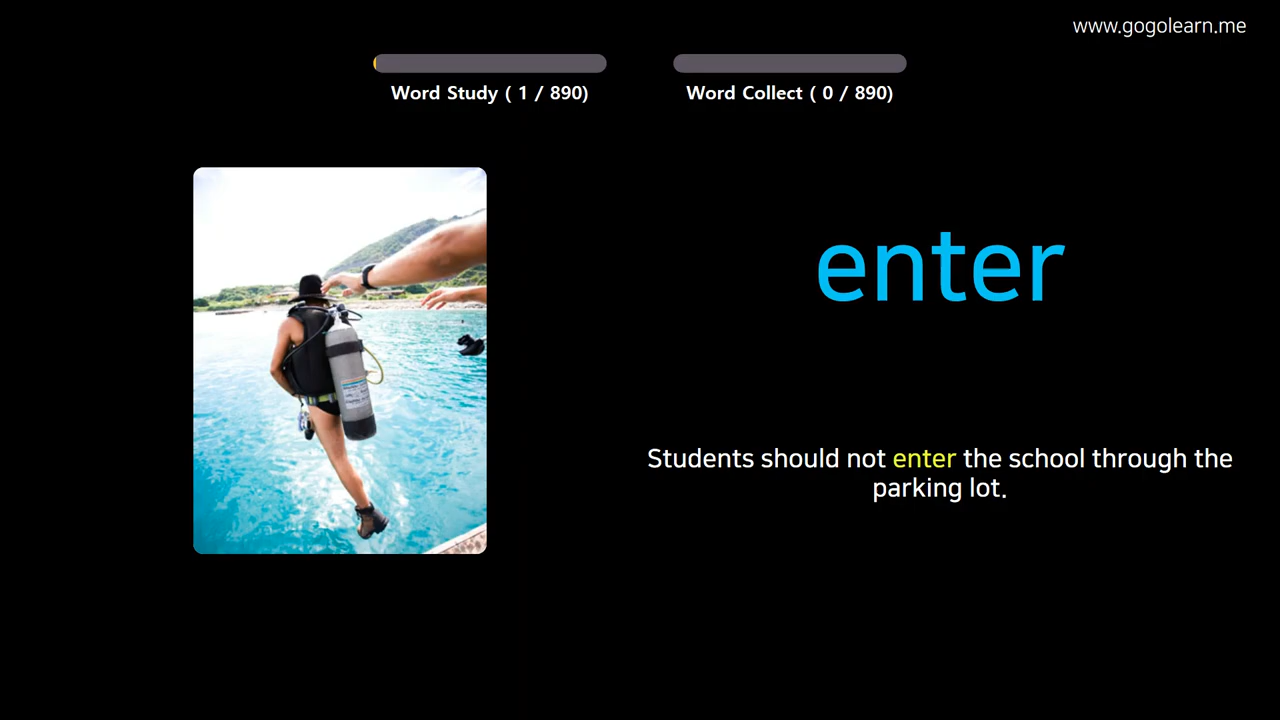 www.gogolearn.me
Word Study ( 1 / 890)
Word Collect ( 0 / 890)
enter
Students should not enter the school through the
parking lot.